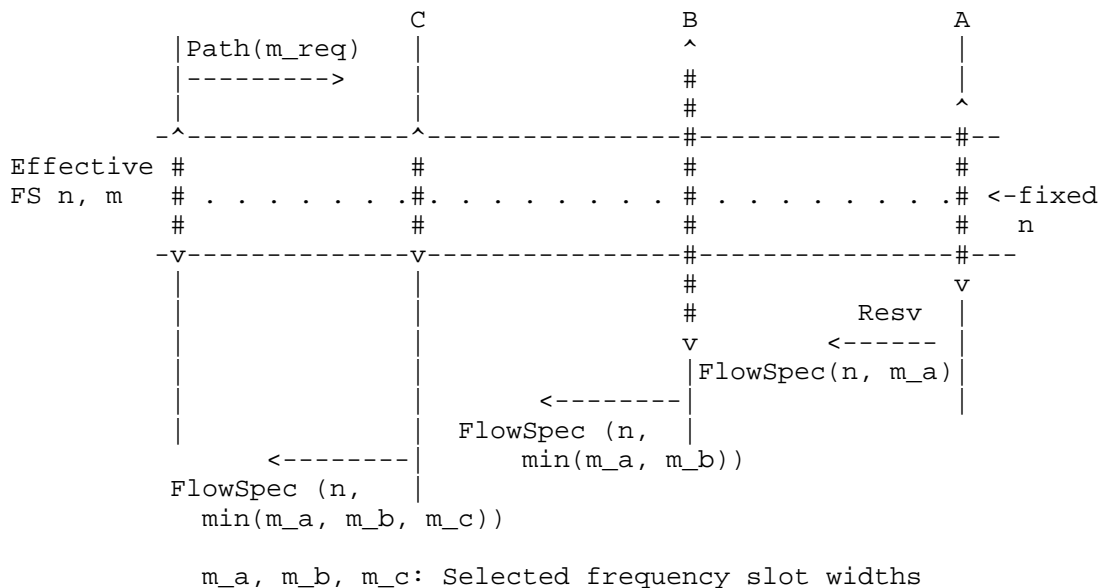 C                B                A
|Path(m_req)    |                ^                |
|--------->     |                #                |
|               |                #                ^
-^--------------^----------------#----------------#--
Effective #               #                #                #
FS n, m   # . . . . . . .#. . . . . . . . # . . . . . . . .# <-fixed
#               #                #                #   n
-v--------------v----------------#----------------#---
|               |                #                v
|               |                #          Resv  |
|               |                v        <------ |
|               |                |FlowSpec(n, m_a)|
|               |       <--------|                |
|               |  FlowSpec (n,  |
<--------|      min(m_a, m_b))
FlowSpec (n,    |
min(m_a, m_b, m_c))
m_a, m_b, m_c: Selected frequency slot widths